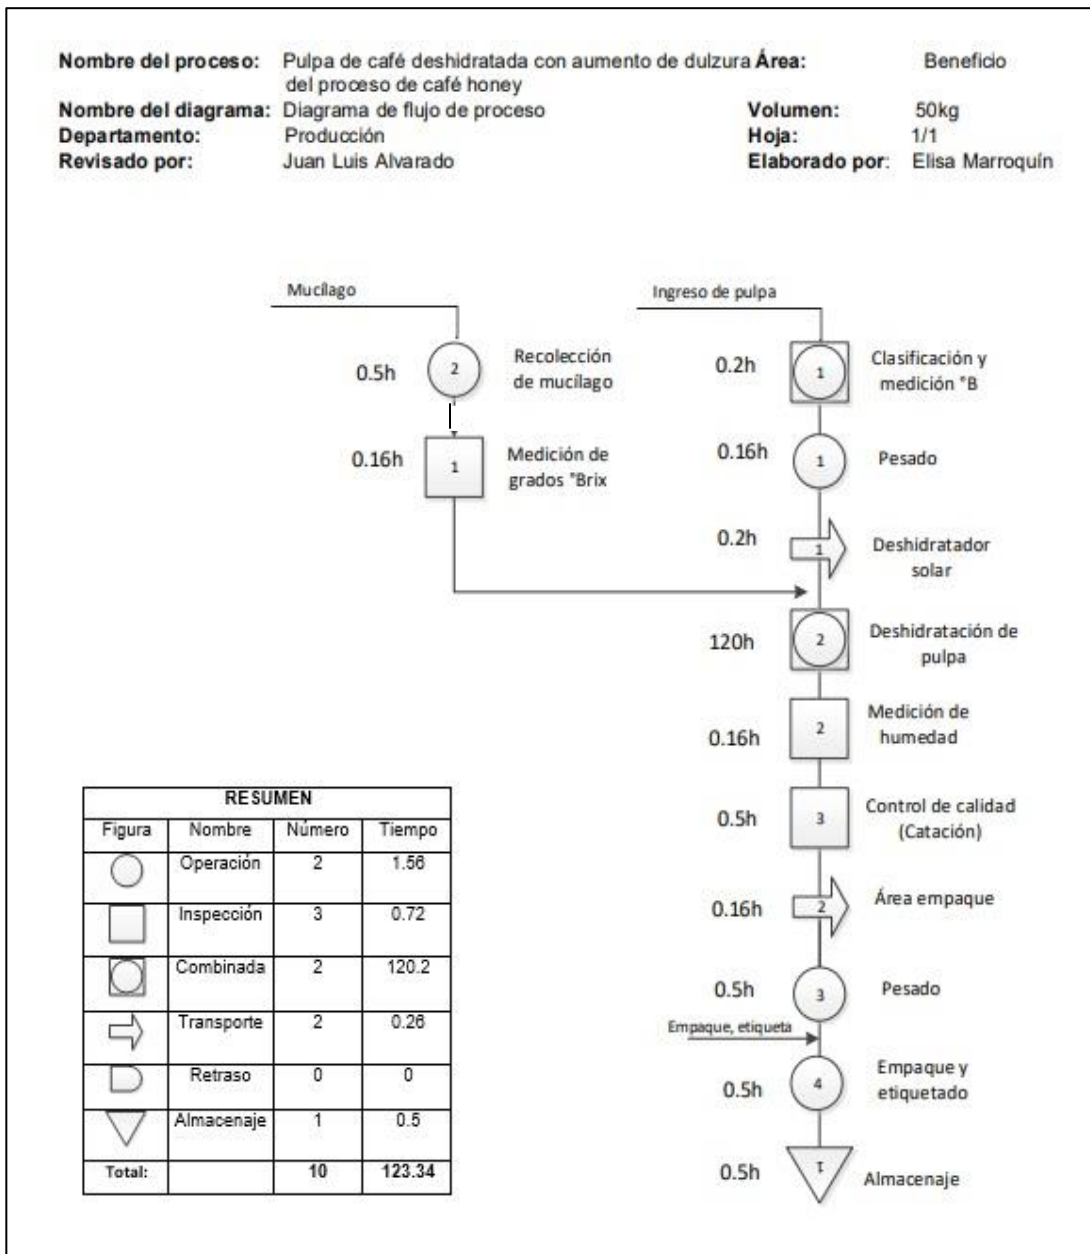 Nombre del proceso: Pulpa de café deshidratada con aumento de dulzura Área: Beneficio
del proceso de café honey
Nombre del diagrama: Diagrama de flujo de proceso Volumen: 50kg
Departamento: Producción Hoja: 1/1
Revisado por: Juan Luis Alvarado Elaborado por: Elisa Marroquín
Mucílago
0.5h 2 Recolección
de mucílago
0.16h 1 Medición de
grados °Brix
Ingreso de pulpa
0.2h 1 Clasificación y
medición °B
0.16h 1 Pesado
0.2h 1 Deshidratador
solar
120h 2 Deshidratación de
pulpa
0.16h 2 Medición de
humedad
0.5h 3 Control de calidad
(Catación)
0.16h 2 Área empaque
0.5h 3 Pesado
Empaque, etiqueta
0.5h 4 Empaque y
etiquetado
0.5h 1 Almacenaje
RESUMEN
Figura Nombre Número Tiempo
Operación 2 1.56
Inspección 3 0.72
Combinada 2 120.2
Transporte 2 0.26
Retraso 0 0
Almacenaje 1 0.5
Total: 10 123.34